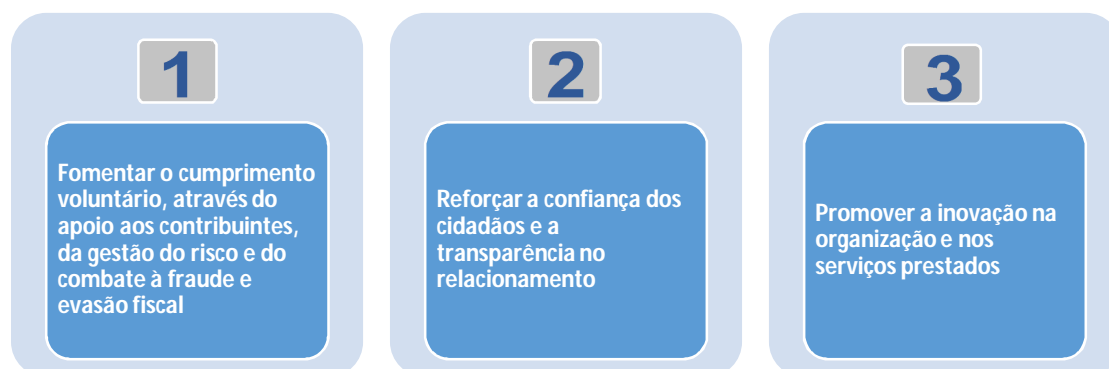 1
Fomentar o cumprimento
voluntário, através do
apoio aos contribuintes,
da gestão do risco e do
combate à fraude e
evasão fiscal
2
Reforçar a confiança dos
cidadãos e a
transparência no
relacionamento
3
Promover a inovação na
organização e nos
serviços prestados